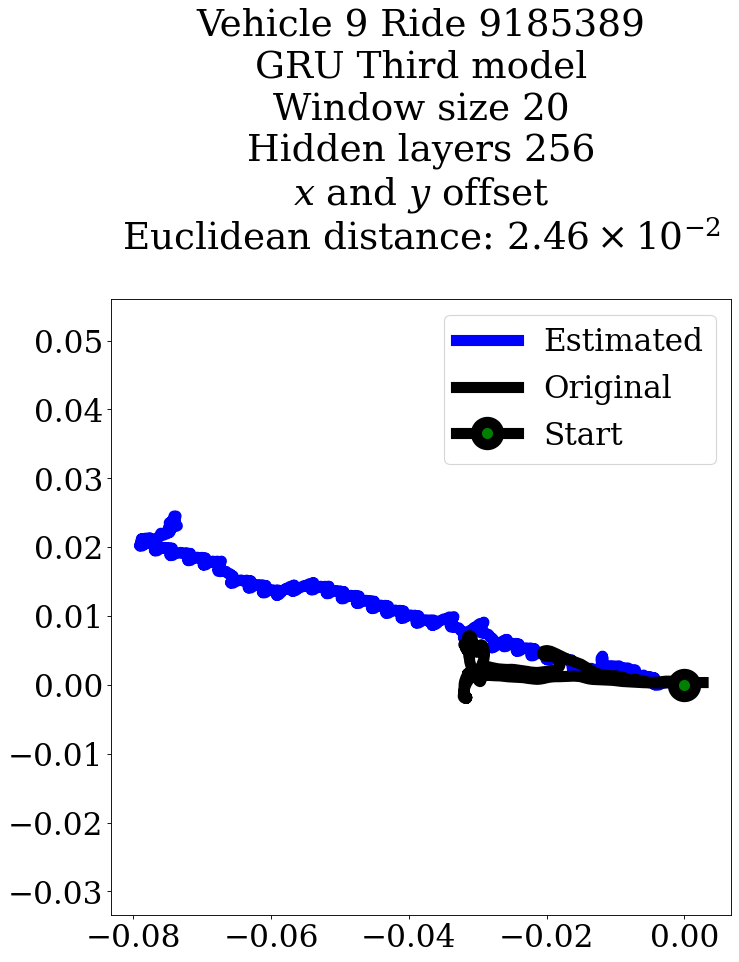 Vehicle 9 Ride 9185389
GRU Third model
Window size 20
Hidden layers 256
x and y offset
Euclidean distance: 2.46 × 10⁻²
Estimated
Original
Start
0.05
0.04
0.03
0.02
0.01
0.00
−0.01
−0.02
−0.03
−0.08 −0.06 −0.04 −0.02 0.00